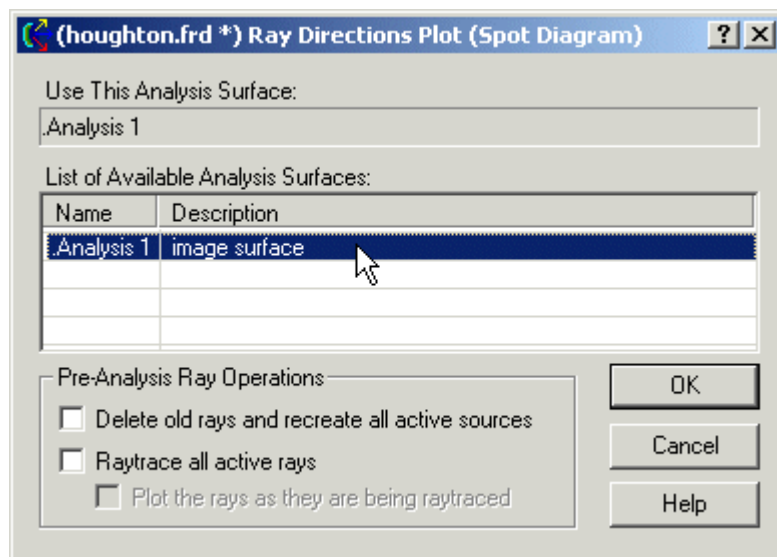 (houghton.frd *) Ray Directions Plot (Spot Diagram)
Use This Analysis Surface:
.Analysis 1
List of Available Analysis Surfaces:
Name Description
.Analysis 1 image surface
Pre-Analysis Ray Operations
Delete old rays and recreate all active sources
Raytrace all active rays
Plot the rays as they are being raytraced
OK
Cancel
Help